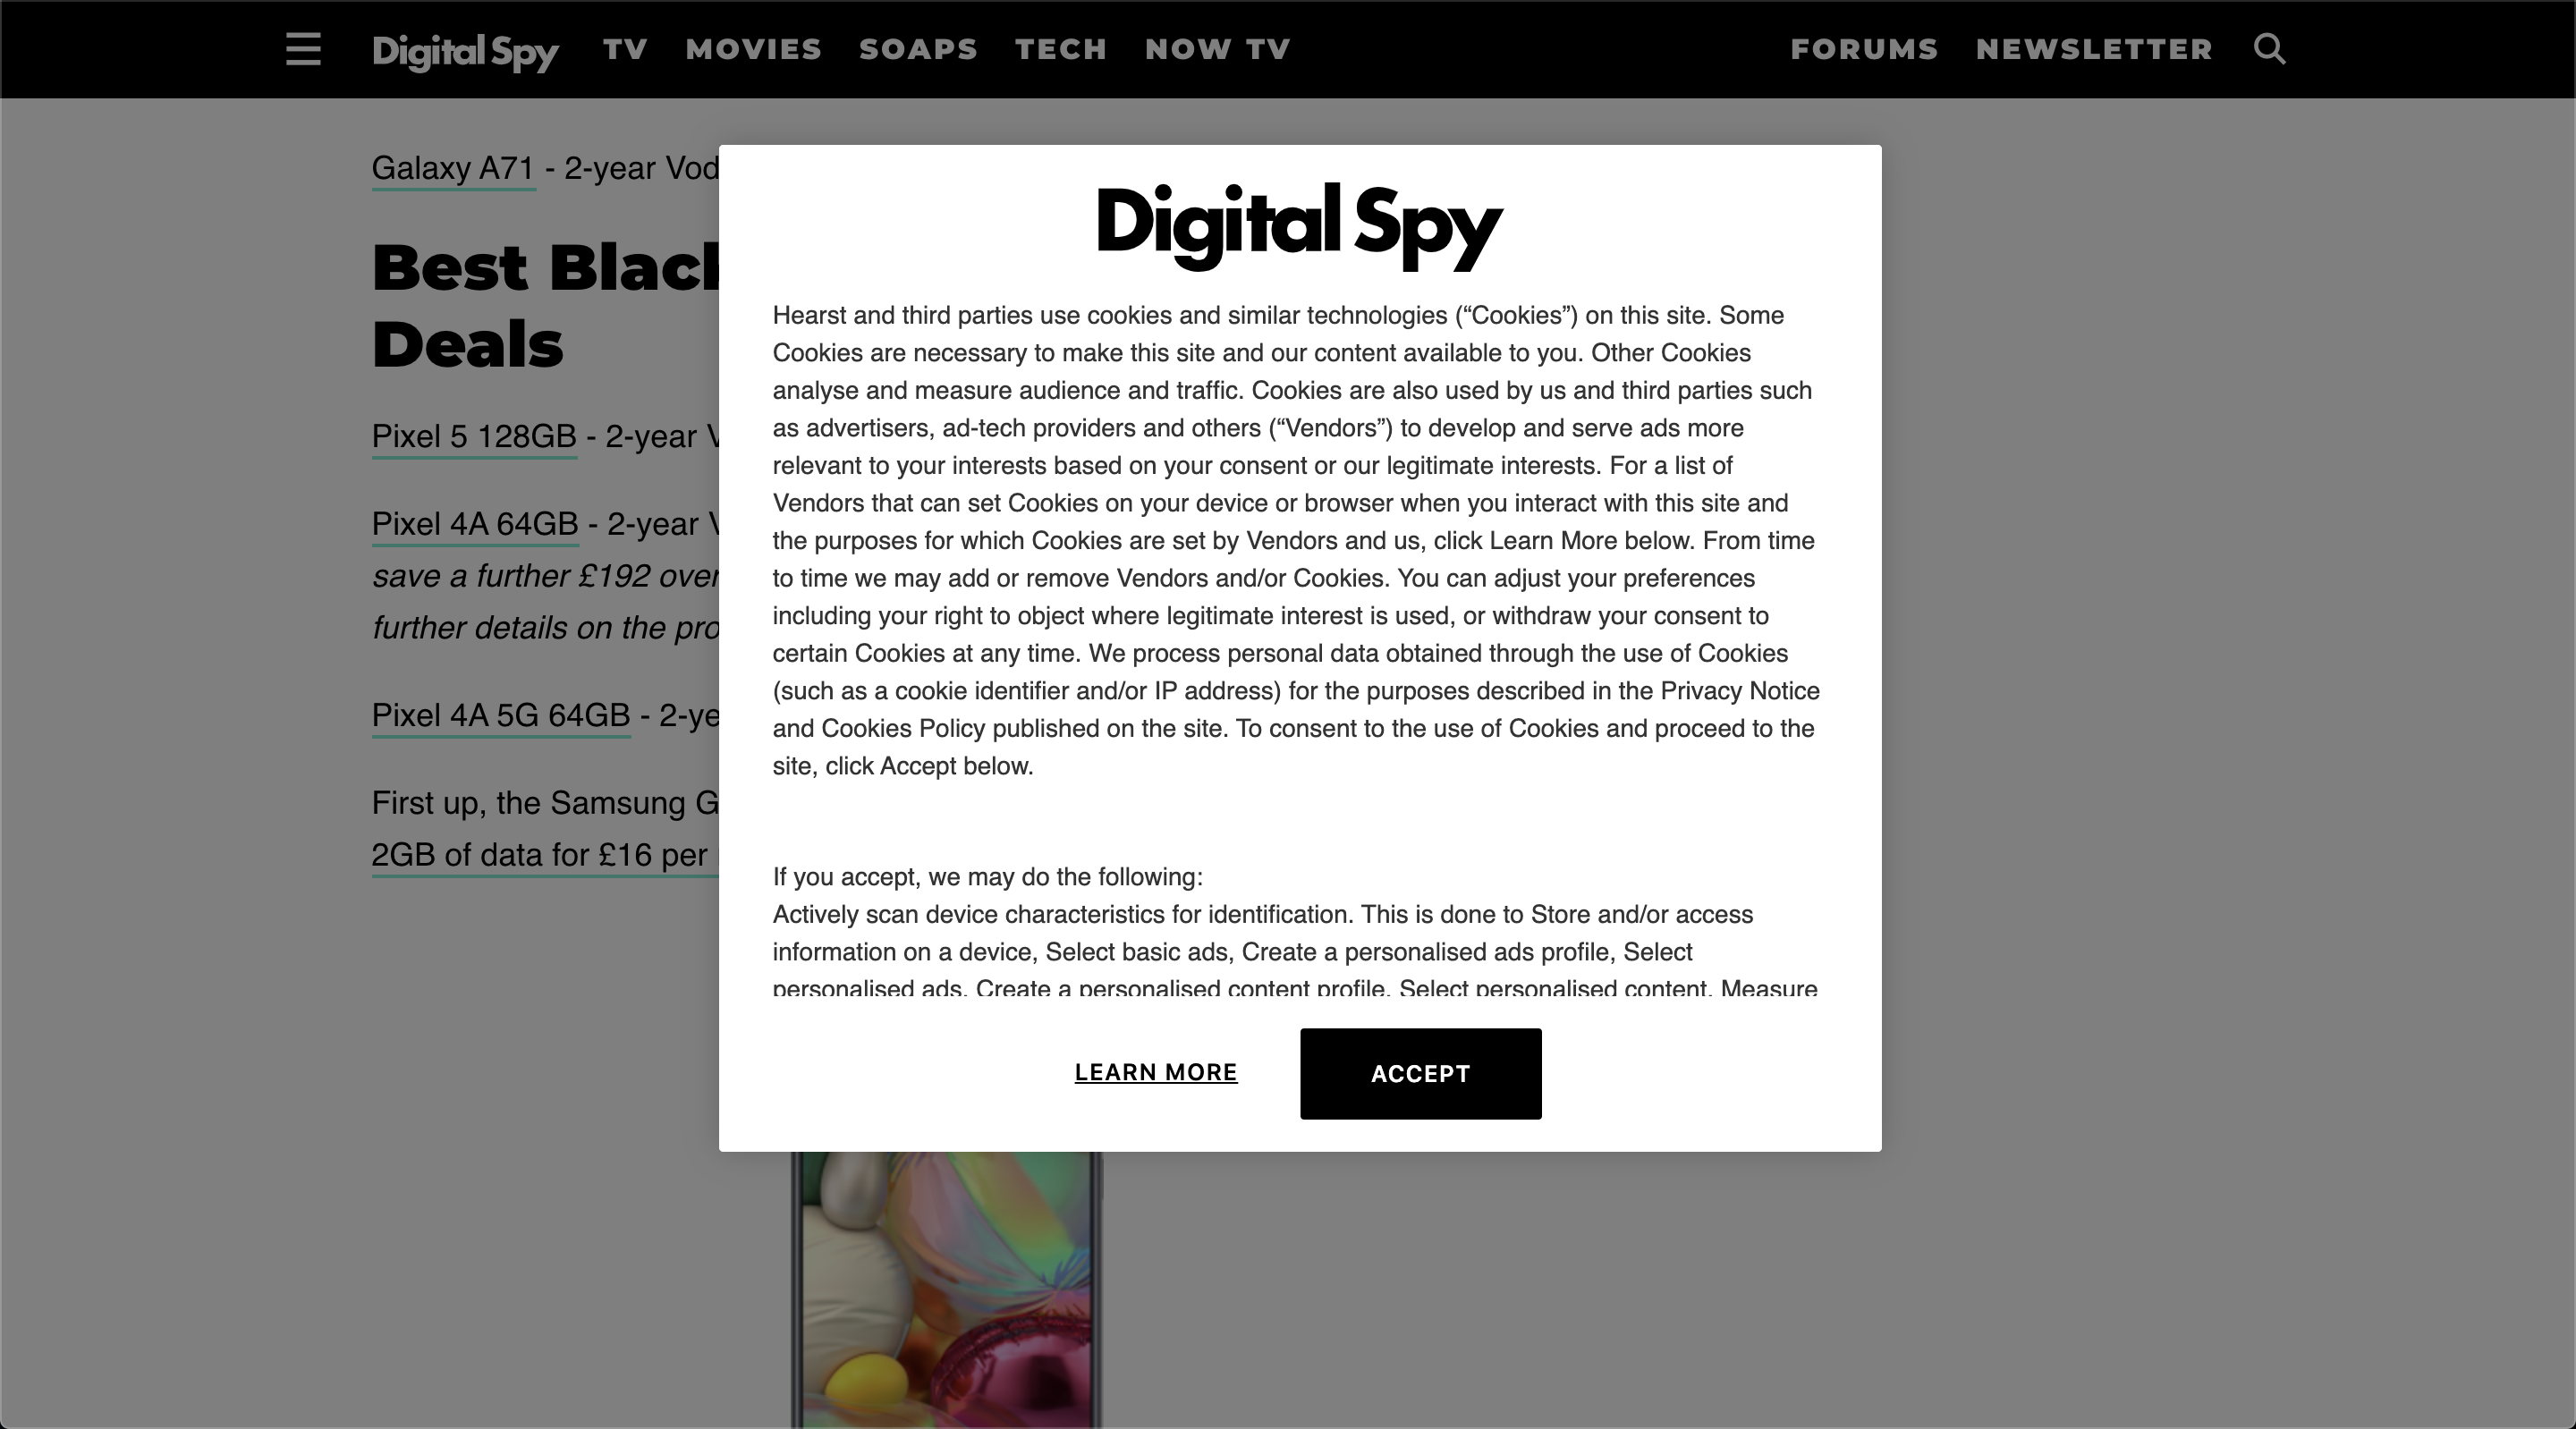 Digital Spy TV MOVIES SOAPS TECH NOW TV FORUMS NEWSLETTER
Galaxy A71 - 2-year Vod
Best Black
Deals
Pixel 5 128GB - 2-year V
Pixel 4A 64GB - 2-year V
save a further £192 over
further details on the pro
Pixel 4A 5G 64GB - 2-ye
First up, the Samsung G
2GB of data for £16 per
Digital Spy
Hearst and third parties use cookies and similar technologies (“Cookies”) on this site. Some
Cookies are necessary to make this site and our content available to you. Other Cookies
analyse and measure audience and traffic. Cookies are also used by us and third parties such
as advertisers, ad-tech providers and others (“Vendors”) to develop and serve ads more
relevant to your interests based on your consent or our legitimate interests. For a list of
Vendors that can set Cookies on your device or browser when you interact with this site and
the purposes for which Cookies are set by Vendors and us, click Learn More below. From time
to time we may add or remove Vendors and/or Cookies. You can adjust your preferences
including your right to object where legitimate interest is used, or withdraw your consent to
certain Cookies at any time. We process personal data obtained through the use of Cookies
(such as a cookie identifier and/or IP address) for the purposes described in the Privacy Notice
and Cookies Policy published on the site. To consent to the use of Cookies and proceed to the
site, click Accept below.
If you accept, we may do the following:
Actively scan device characteristics for identification. This is done to Store and/or access
information on a device, Select basic ads, Create a personalised ads profile, Select
personalised ads, Create a personalised content profile, Select personalised content, Measure
LEARN MORE ACCEPT